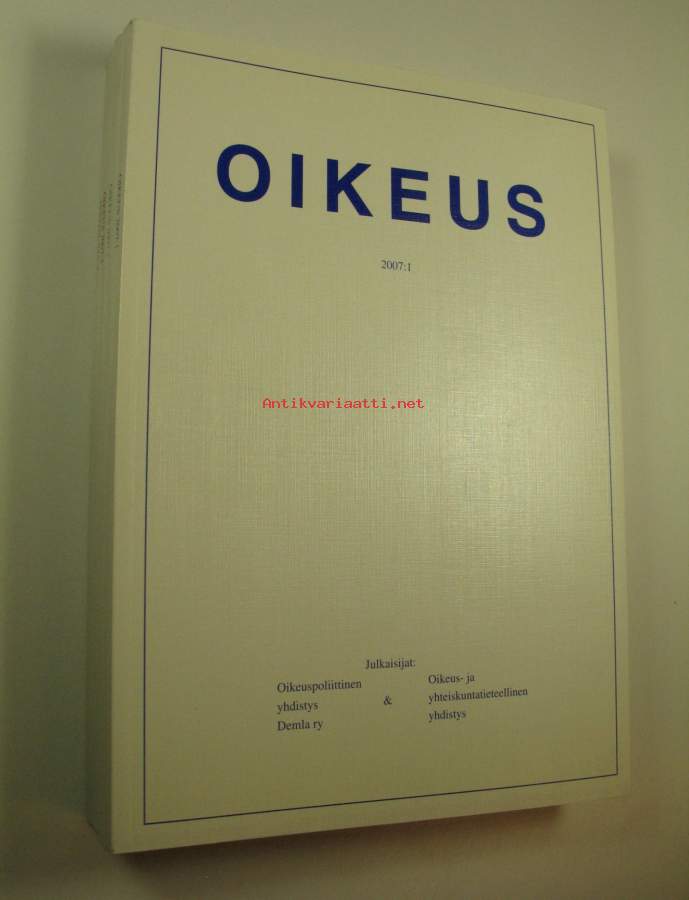 OIKEUS
2007:1
Antikvariaatti.net
Julkaisijat:
Oikeuspoliittinen
yhdistys
Demla ry
&
Oikeus- ja
yhteiskuntatieteellinen
yhdistys